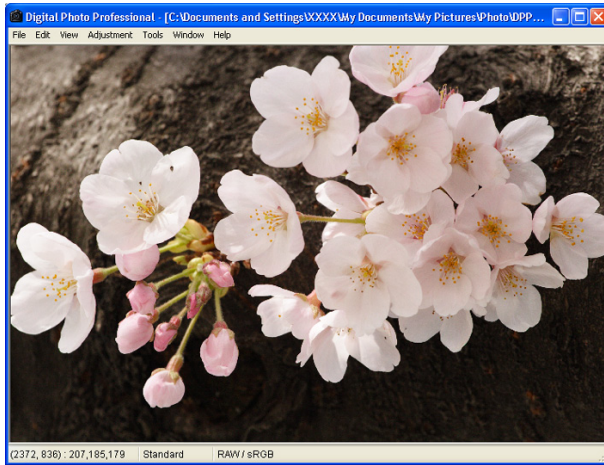 Digital Photo Professional - [C:\Documents and Settings\XXXX\My Documents\My Pictures\Photo\DPP...
File Edit View Adjustment Tools Window Help
(2372, 836) : 207,185,179 Standard RAW / sRGB